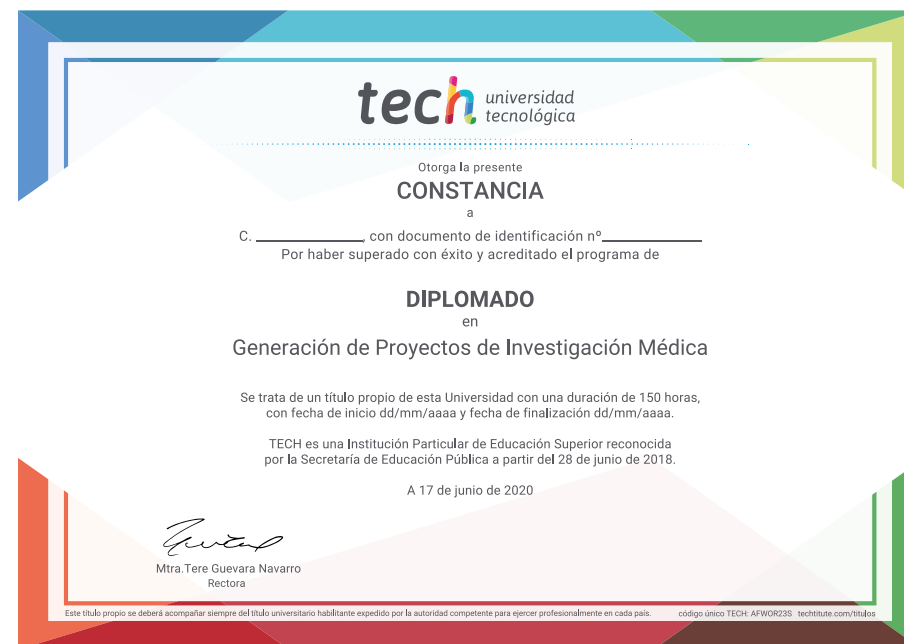 tech universidad
tecnológica
Otorga la presente
CONSTANCIA
a
C. ____________, con documento de identificación nº____________
Por haber superado con éxito y acreditado el programa de
DIPLOMADO
en
Generación de Proyectos de Investigación Médica
Se trata de un título propio de esta Universidad con una duración de 150 horas,
con fecha de inicio dd/mm/aaaa y fecha de finalización dd/mm/aaaa.
TECH es una Institución Particular de Educación Superior reconocida
por la Secretaría de Educación Pública a partir del 28 de junio de 2018.
A 17 de junio de 2020
Mtra.Tere Guevara Navarro
Rectora
Este título propio se deberá acompañar siempre del título universitario habilitante expedido por la autoridad competente para ejercer profesionalmente en cada país. código único TECH: AFWOR23S techtitute.com/titulos